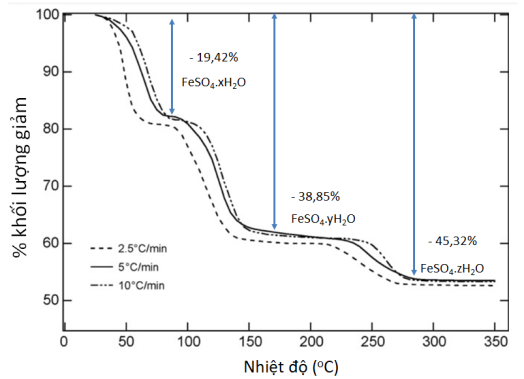 % khối lượng giảm
100
90
80
70
60
50
- 19,42%
FeSO₄.xH₂O
- 38,85%
FeSO₄.yH₂O
- 45,32%
FeSO₄.zH₂O
2.5°C/min
5°C/min
10°C/min
0
50
100
150
200
250
300
350
Nhiệt độ (ºC)